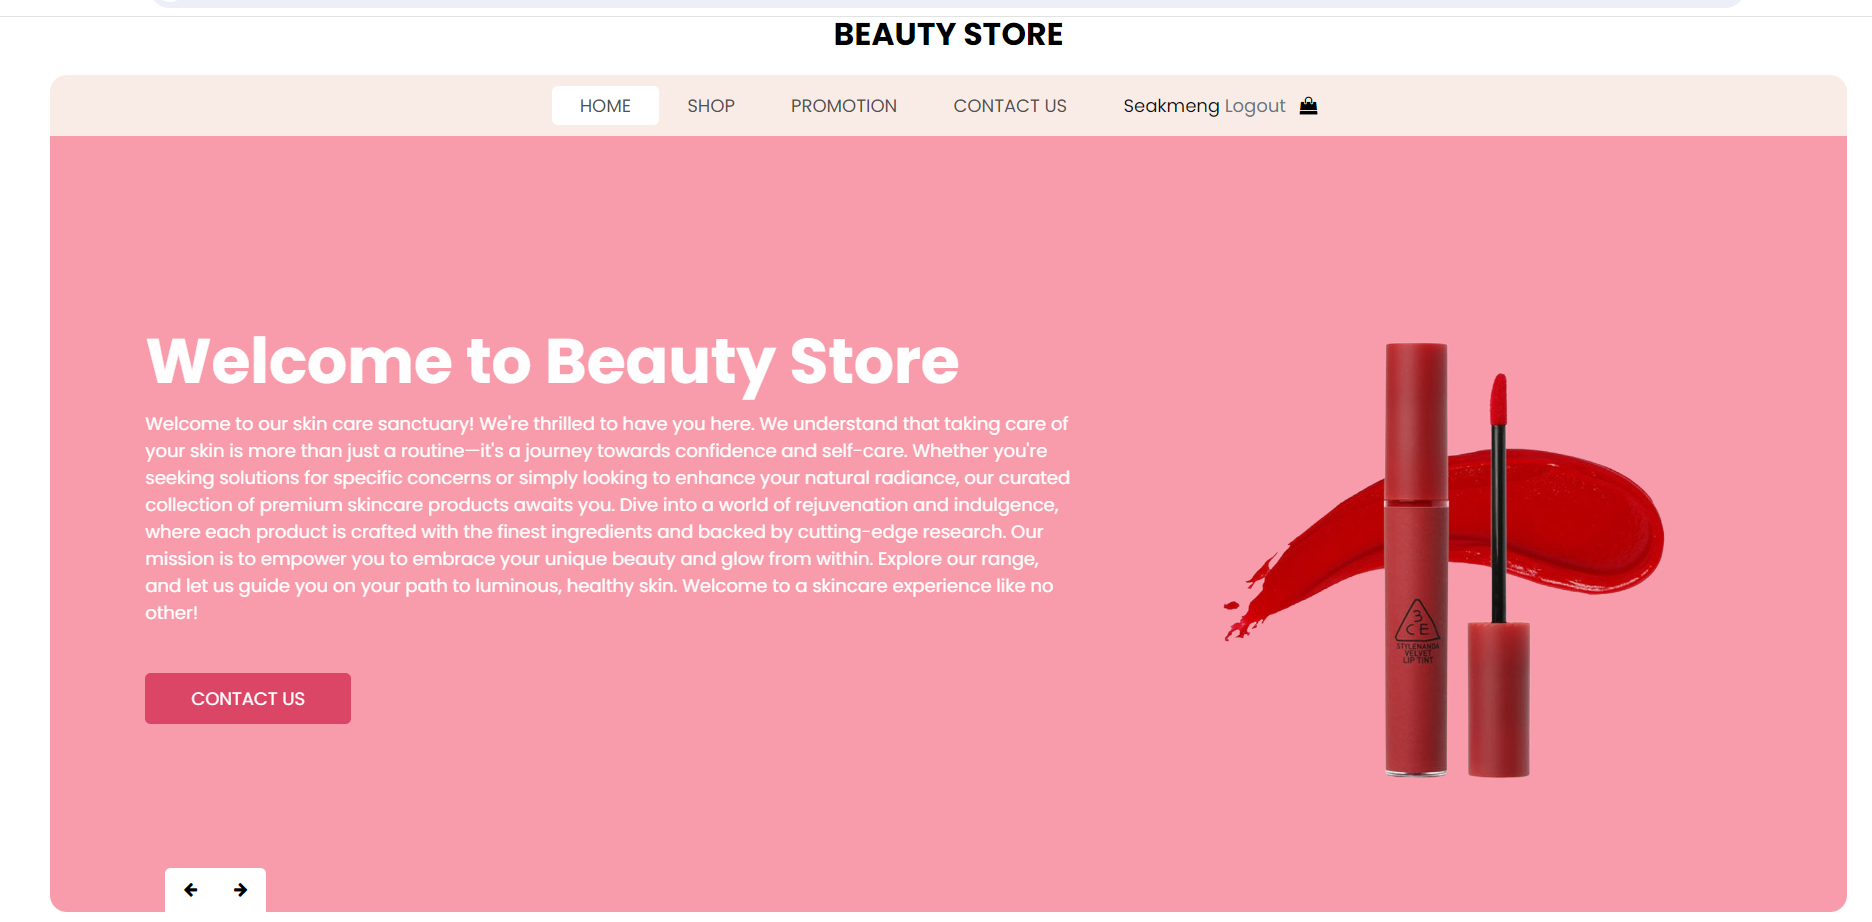 BEAUTY STORE
HOME SHOP PROMOTION CONTACT US Seakmeng Logout
Welcome to Beauty Store
Welcome to our skin care sanctuary! We're thrilled to have you here. We understand that taking care of
your skin is more than just a routine—it's a journey towards confidence and self-care. Whether you're
seeking solutions for specific concerns or simply looking to enhance your natural radiance, our curated
collection of premium skincare products awaits you. Dive into a world of rejuvenation and indulgence,
where each product is crafted with the finest ingredients and backed by cutting-edge research. Our
mission is to empower you to embrace your unique beauty and glow from within. Explore our range,
and let us guide you on your path to luminous, healthy skin. Welcome to a skincare experience like no
other!
CONTACT US
3
CE
STYLENANDA
VELVET
LIP TINT